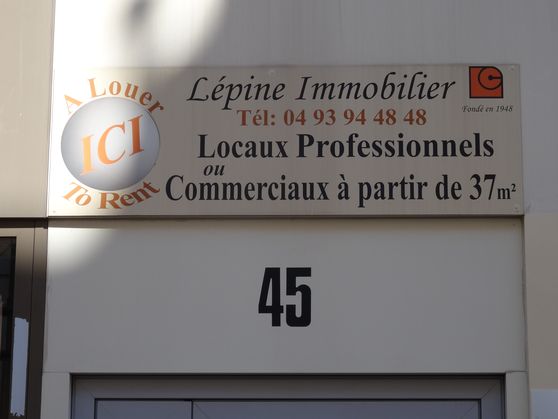 A Louer
ICI
To Rent
Lépine Immobilier
Fondé en 1948
Tél: 04 93 94 48 48
Locaux Professionnels
ou
Commerciaux à partir de 37m²
45